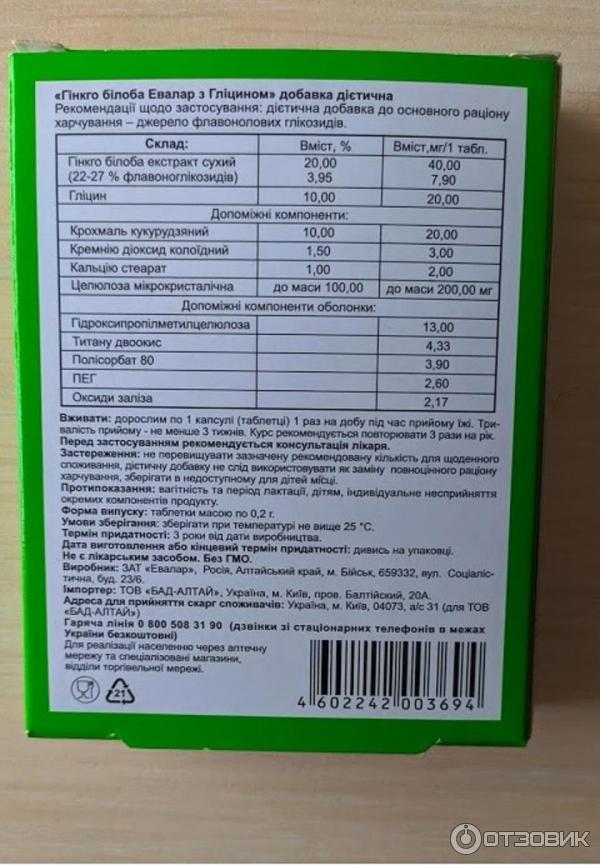 «Гінкго білоба Евалар з Гліцином» добавка дієтична
Рекомендації щодо застосування: дієтична добавка до основного раціону
харчування – джерело флавонолових глікозидів.
Склад: Вміст, % Вміст,мг/1 табл.
Гінкго білоба екстракт сухий 20,00 40,00
(22-27 % флавоноглікозидів) 3,95 7,90
Гліцин 10,00 20,00
Допоміжні компоненти:
Крохмаль кукурудзяний 10,00 20,00
Кремнію діоксид колоїдний 1,50 3,00
Кальцію стеарат 1,00 2,00
Целюлоза мікрокристалічна до маси 100,00 до маси 200,00 мг
Допоміжні компоненти оболонки:
Гідроксипропілметилцелюлоза 13,00
Титану двоокис 4,33
Полісорбат 80 3,90
ПЕГ 2,60
Оксиди заліза 2,17
Вживати: дорослим по 1 капсулі (таблетці) 1 раз на добу під час прийому їжі. Три-
валість прийому - не менше 3 тижнів. Курс рекомендується повторювати 3 рази на рік.
Перед застосуванням рекомендується консультація лікаря.
Застереження: не перевищувати зазначену рекомендовану кількість для щоденного
споживання, дієтичну добавку не слід використовувати як заміну повноцінного раціону
харчування, зберігати в недоступному для дітей місці.
Протипоказання: вагітність та період лактації, дітям, індивідуальне несприйняття
окремих компонентів продукту.
Форма випуску: таблетки масою по 0,2 г.
Умови зберігання: зберігати при температурі не вище 25 °С.
Термін придатності: 3 роки від дати виробництва.
Дата виготовлення або кінцевий термін придатності: дивись на упаковці.
Не є лікарським засобом. Без ГМО.
Виробник: ЗАТ «Евалар», Росія, Алтайський край, м. Бійськ, 659332, вул. Соціаліс-
тична, буд. 23/6.
Імпортер: ТОВ «БАД-АЛТАЙ», Україна, м. Київ, пров. Балтійский, 20А.
Адреса для прийняття скарг споживачів: Україна, м. Київ, 04073, а/с 31 (для ТОВ
«БАД-АЛТАЙ»)
Гаряча лінія 0 800 508 31 90 (дзвінки зі стаціонарних телефонів в межах
України безкоштовні)
Для реалізації населенню через аптечну
мережу та спеціалізовані магазини,
відділи торгівельної мережі.
21
4 602242 003694
ОТЗОВИК